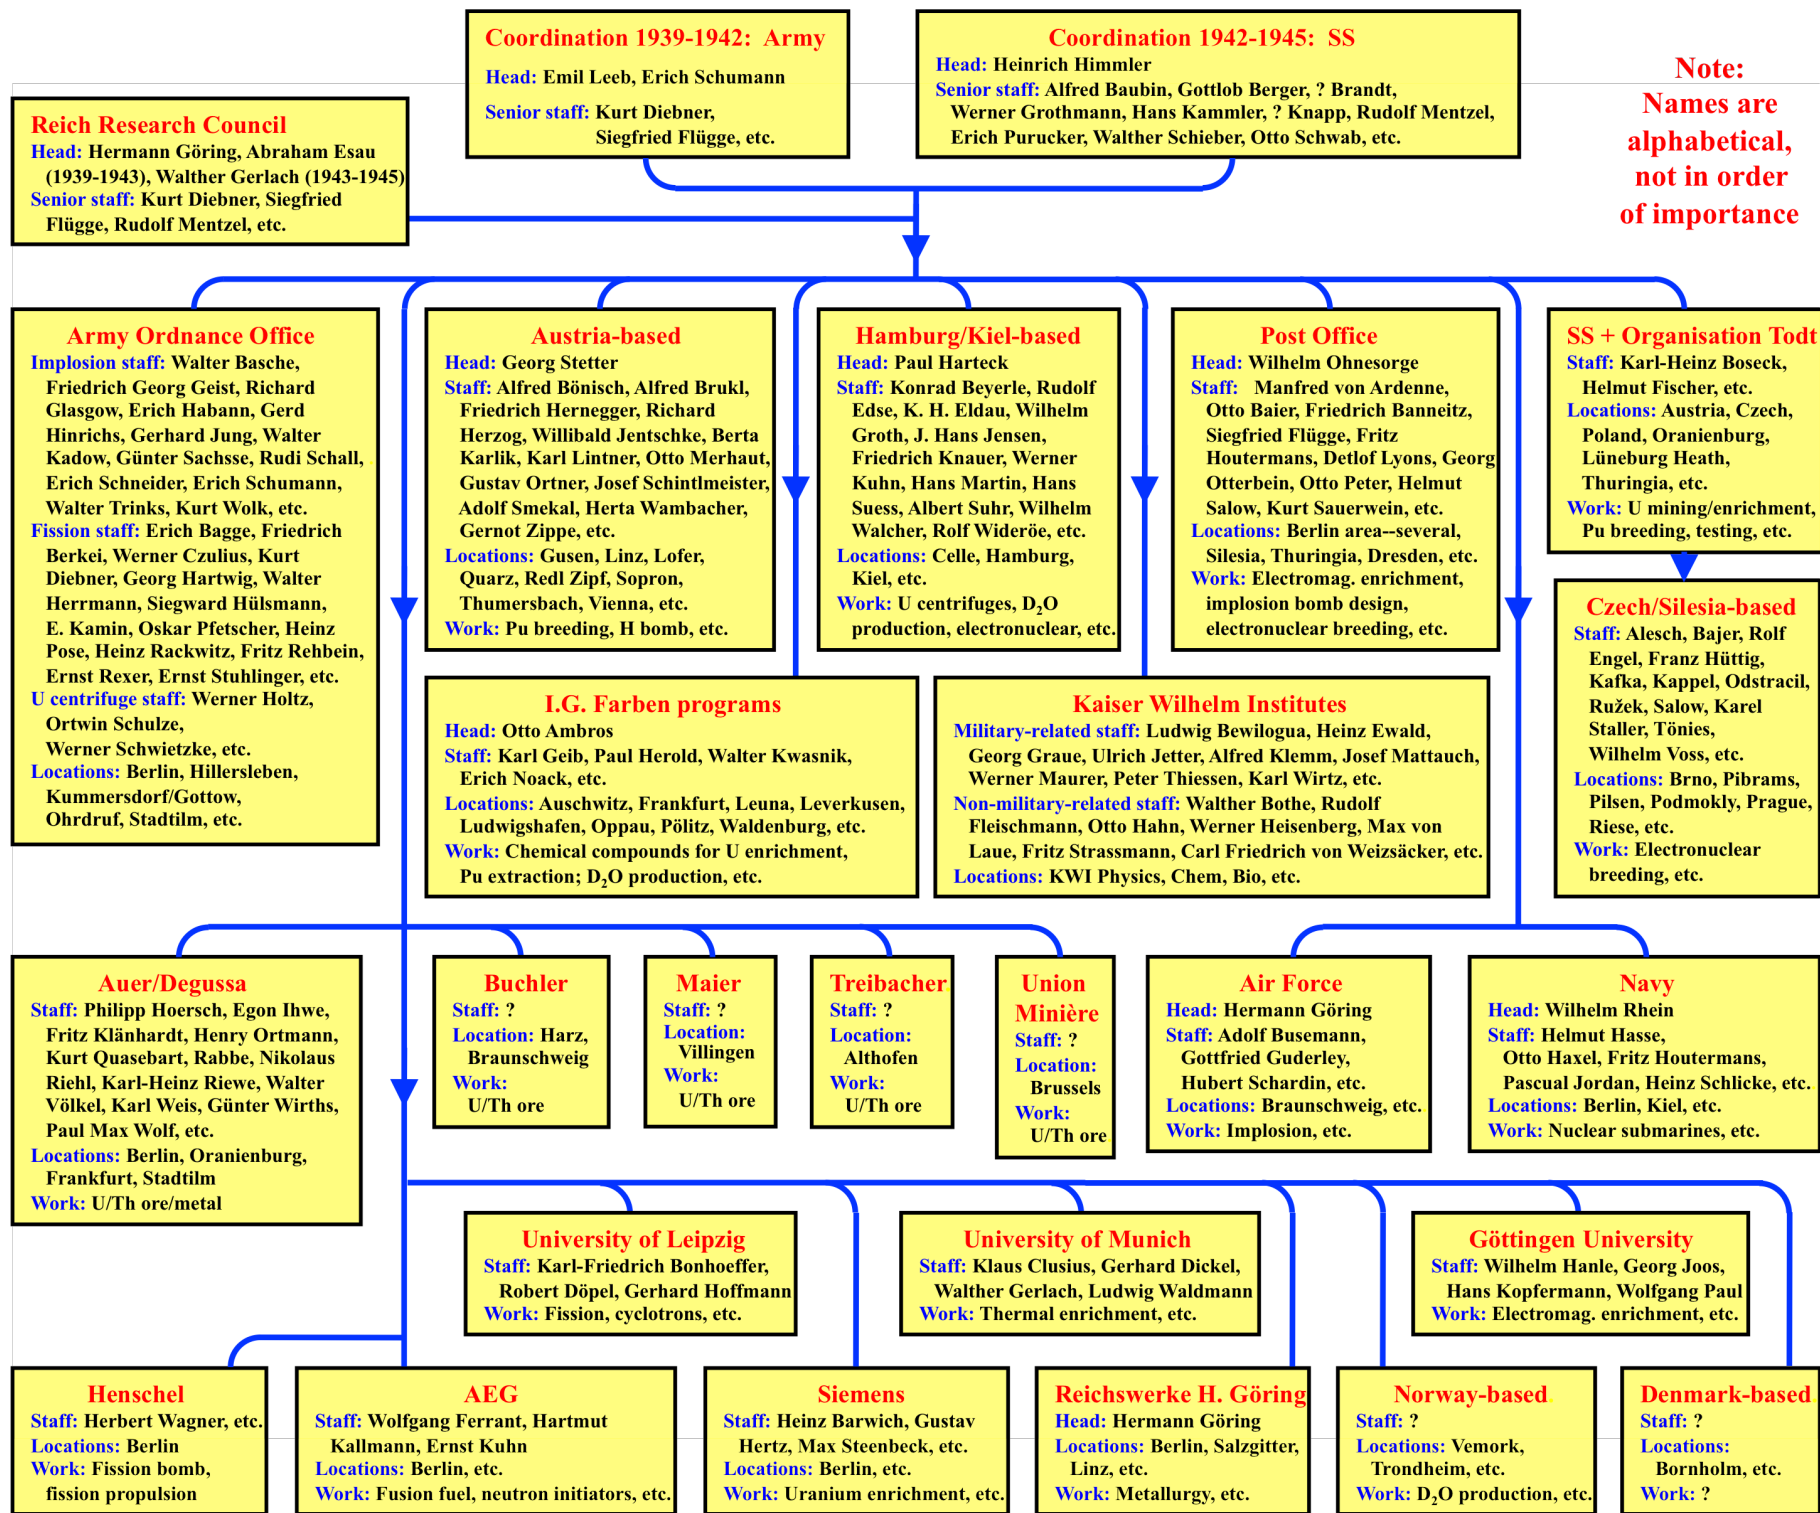 Coordination 1939-1942:  Army
Head: Emil Leeb, Erich Schumann
Senior staff: Kurt Diebner,
Siegfried Flügge, etc.
Coordination 1942-1945:  SS
Head: Heinrich Himmler
Senior staff: Alfred Baubin, Gottlob Berger, ? Brandt,
Werner Grothmann, Hans Kammler, ? Knapp, Rudolf Mentzel,
Erich Purucker, Walther Schieber, Otto Schwab, etc.
Note:
Names are
alphabetical,
not in order
of importance
Reich Research Council
Head: Hermann Göring, Abraham Esau
(1939-1943), Walther Gerlach (1943-1945)
Senior staff: Kurt Diebner, Siegfried
Flügge, Rudolf Mentzel, etc.
Army Ordnance Office
Implosion staff: Walter Basche,
Friedrich Georg Geist, Richard
Glasgow, Erich Habann, Gerd
Hinrichs, Gerhard Jung, Walter
Kadow, Günter Sachsse, Rudi Schall,
Erich Schneider, Erich Schumann,
Walter Trinks, Kurt Wolk, etc.
Fission staff: Erich Bagge, Friedrich
Berkei, Werner Czulius, Kurt
Diebner, Georg Hartwig, Walter
Herrmann, Siegward Hülsmann,
E. Kamin, Oskar Pfetscher, Heinz
Pose, Heinz Rackwitz, Fritz Rehbein,
Ernst Rexer, Ernst Stuhlinger, etc.
U centrifuge staff: Werner Holtz,
Ortwin Schulze,
Werner Schwietzke, etc.
Locations: Berlin, Hillersleben,
Kummersdorf/Gottow,
Ohrdruf, Stadtilm, etc.
Austria-based
Head: Georg Stetter
Staff: Alfred Bönisch, Alfred Brukl,
Friedrich Hernegger, Richard
Herzog, Willibald Jentschke, Berta
Karlik, Karl Lintner, Otto Merhaut,
Gustav Ortner, Josef Schintlmeister,
Adolf Smekal, Herta Wambacher,
Gernot Zippe, etc.
Locations: Gusen, Linz, Lofer,
Quarz, Redl Zipf, Sopron,
Thumersbach, Vienna, etc.
Work: Pu breeding, H bomb, etc.
Hamburg/Kiel-based
Head: Paul Harteck
Staff: Konrad Beyerle, Rudolf
Edse, K. H. Eldau, Wilhelm
Groth, J. Hans Jensen,
Friedrich Knauer, Werner
Kuhn, Hans Martin, Hans
Suess, Albert Suhr, Wilhelm
Walcher, Rolf Wideröe, etc.
Locations: Celle, Hamburg,
Kiel, etc.
Work: U centrifuges, D₂O
production, electronuclear, etc.
Post Office
Head: Wilhelm Ohnesorge
Staff:   Manfred von Ardenne,
Otto Baier, Friedrich Banneitz,
Siegfried Flügge, Fritz
Houtermans, Detlof Lyons, Georg
Otterbein, Otto Peter, Helmut
Salow, Kurt Sauerwein, etc.
Locations: Berlin area--several,
Silesia, Thuringia, Dresden, etc.
Work: Electromag. enrichment,
implosion bomb design,
electronuclear breeding, etc.
SS + Organisation Todt
Staff: Karl-Heinz Boseck,
Helmut Fischer, etc.
Locations: Austria, Czech,
Poland, Oranienburg,
Lüneburg Heath,
Thuringia, etc.
Work: U mining/enrichment,
Pu breeding, testing, etc.
Czech/Silesia-based
Staff: Alesch, Bajer, Rolf
Engel, Franz Hüttig,
Kafka, Kappel, Odstracil,
Ružek, Salow, Karel
Staller, Tönies,
Wilhelm Voss, etc.
Locations: Brno, Pibrams,
Pilsen, Podmokly, Prague,
Riese, etc.
Work: Electronuclear
breeding, etc.
I.G. Farben programs
Head: Otto Ambros
Staff: Karl Geib, Paul Herold, Walter Kwasnik,
Erich Noack, etc.
Locations: Auschwitz, Frankfurt, Leuna, Leverkusen,
Ludwigshafen, Oppau, Pölitz, Waldenburg, etc.
Work: Chemical compounds for U enrichment,
Pu extraction; D₂O production, etc.
Kaiser Wilhelm Institutes
Military-related staff: Ludwig Bewilogua, Heinz Ewald,
Georg Graue, Ulrich Jetter, Alfred Klemm, Josef Mattauch,
Werner Maurer, Peter Thiessen, Karl Wirtz, etc.
Non-military-related staff: Walther Bothe, Rudolf
Fleischmann, Otto Hahn, Werner Heisenberg, Max von
Laue, Fritz Strassmann, Carl Friedrich von Weizsäcker, etc.
Locations: KWI Physics, Chem, Bio, etc.
Auer/Degussa
Staff: Philipp Hoersch, Egon Ihwe,
Fritz Klänhardt, Henry Ortmann,
Kurt Quasebart, Rabbe, Nikolaus
Riehl, Karl-Heinz Riewe, Walter
Völkel, Karl Weis, Günter Wirths,
Paul Max Wolf, etc.
Locations: Berlin, Oranienburg,
Frankfurt, Stadtilm
Work: U/Th ore/metal
Buchler
Staff: ?
Location: Harz,
Braunschweig
Work:
U/Th ore
Maier
Staff: ?
Location:
Villingen
Work:
U/Th ore
Treibacher
Staff: ?
Location:
Althofen
Work:
U/Th ore
Union
Minière
Staff: ?
Location:
Brussels
Work:
U/Th ore
Air Force
Head: Hermann Göring
Staff: Adolf Busemann,
Gottfried Guderley,
Hubert Schardin, etc.
Locations: Braunschweig, etc.
Work: Implosion, etc.
Navy
Head: Wilhelm Rhein
Staff: Helmut Hasse,
Otto Haxel, Fritz Houtermans,
Pascual Jordan, Heinz Schlicke, etc.
Locations: Berlin, Kiel, etc.
Work: Nuclear submarines, etc.
University of Leipzig
Staff: Karl-Friedrich Bonhoeffer,
Robert Döpel, Gerhard Hoffmann
Work: Fission, cyclotrons, etc.
University of Munich
Staff: Klaus Clusius, Gerhard Dickel,
Walther Gerlach, Ludwig Waldmann
Work: Thermal enrichment, etc.
Göttingen University
Staff: Wilhelm Hanle, Georg Joos,
Hans Kopfermann, Wolfgang Paul
Work: Electromag. enrichment, etc.
Henschel
Staff: Herbert Wagner, etc.
Locations: Berlin
Work: Fission bomb,
fission propulsion
AEG
Staff: Wolfgang Ferrant, Hartmut
Kallmann, Ernst Kuhn
Locations: Berlin, etc.
Work: Fusion fuel, neutron initiators, etc.
Siemens
Staff: Heinz Barwich, Gustav
Hertz, Max Steenbeck, etc.
Locations: Berlin, etc.
Work: Uranium enrichment, etc.
Reichswerke H. Göring
Head: Hermann Göring
Locations: Berlin, Salzgitter,
Linz, etc.
Work: Metallurgy, etc.
Norway-based
Staff: ?
Locations: Vemork,
Trondheim, etc.
Work: D₂O production, etc.
Denmark-based
Staff: ?
Locations:
Bornholm, etc.
Work: ?